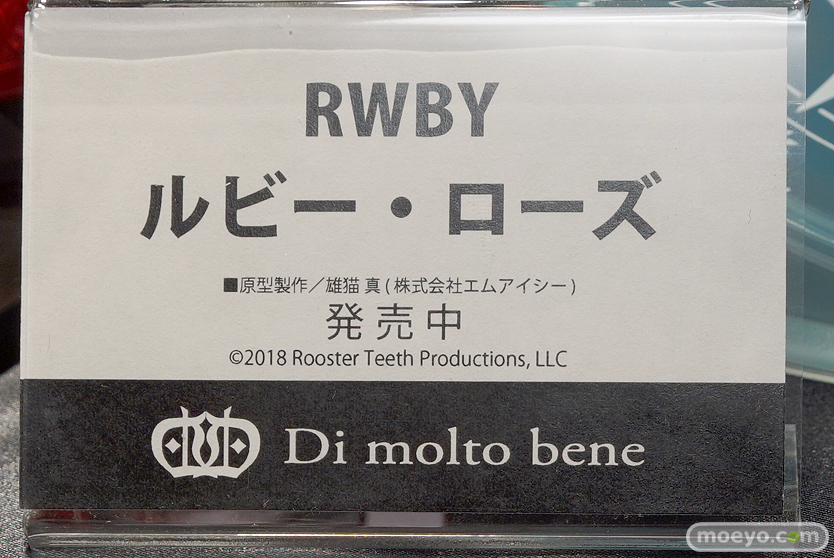 RWBY
ルビー・ローズ
■原型製作／雄猫 真(株式会社エムアイシー)
発売中
©2018 Rooster Teeth Productions, LLC
Di molto bene
moeyo.com